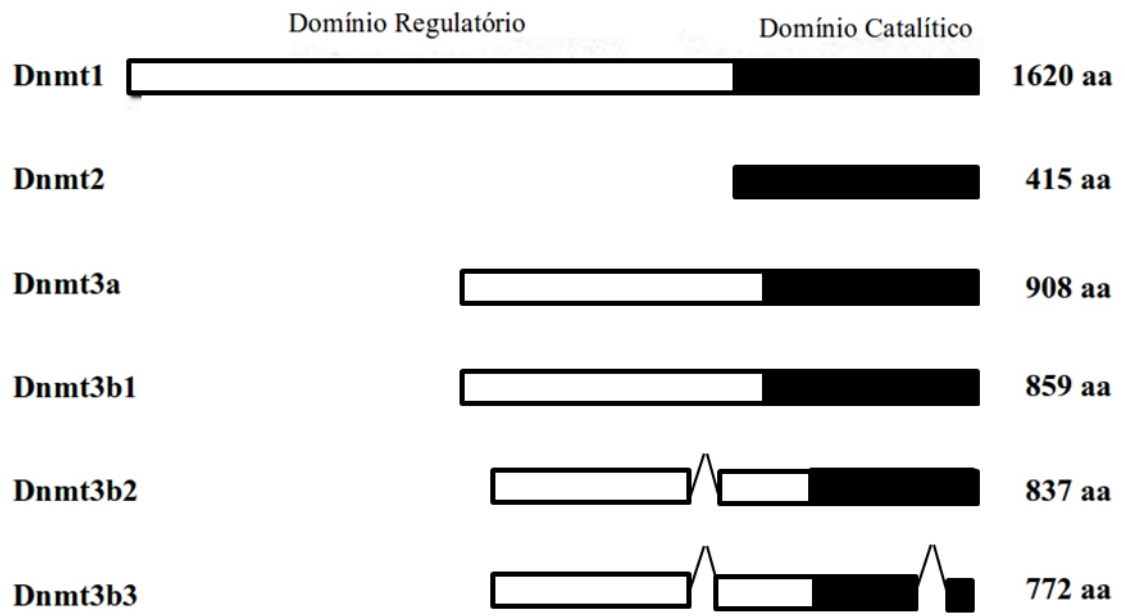 Domínio Regulatório Domínio Catalítico
Dnmt1 1620 aa
Dnmt2 415 aa
Dnmt3a 908 aa
Dnmt3b1 859 aa
Dnmt3b2 837 aa
Dnmt3b3 772 aa